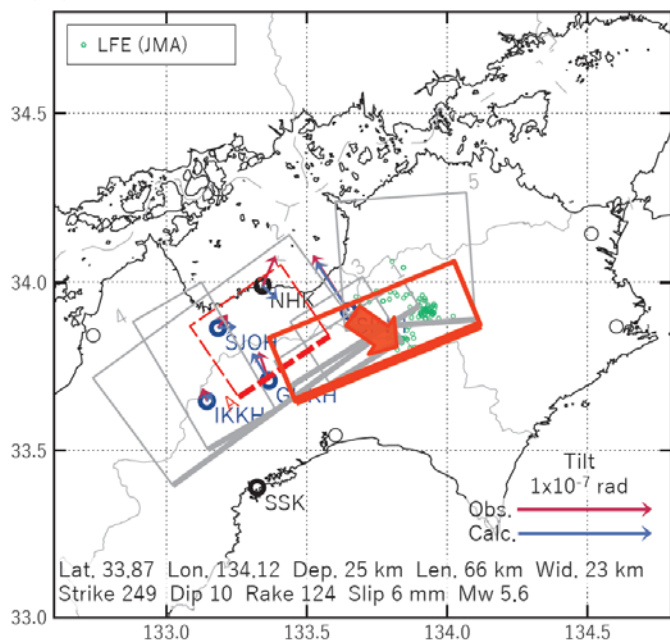 LFE (JMA)
34.5
34.0
33.5
33.0
5
2
3
4
A
NHK
SJOH
IKKH
SSK
Tilt
1x10⁻⁷ rad
Obs.
Calc.
Lat. 33.87 Lon. 134.12 Dep. 25 km Len. 66 km Wid. 23 km
Strike 249 Dip 10 Rake 124 Slip 6 mm Mw 5.6
133.0 133.5 134.0 134.5